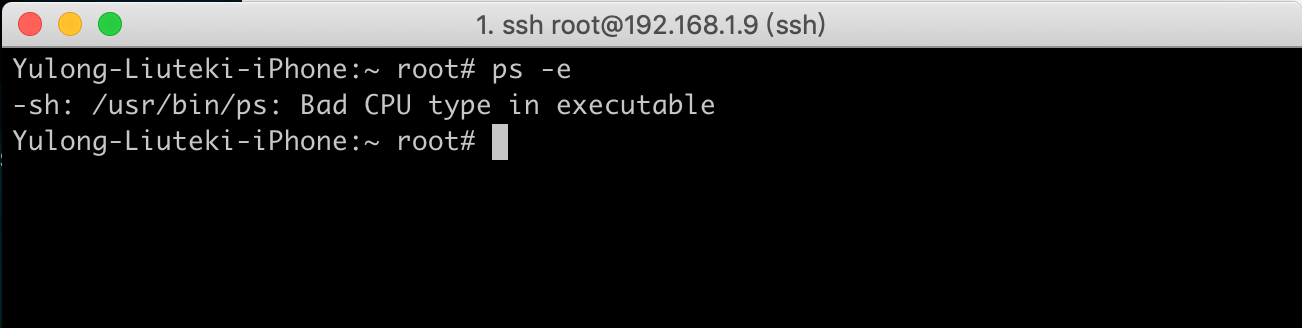 1. ssh root@192.168.1.9 (ssh)
Yulong-Liuteki-iPhone:~ root# ps -e
-sh: /usr/bin/ps: Bad CPU type in executable
Yulong-Liuteki-iPhone:~ root#